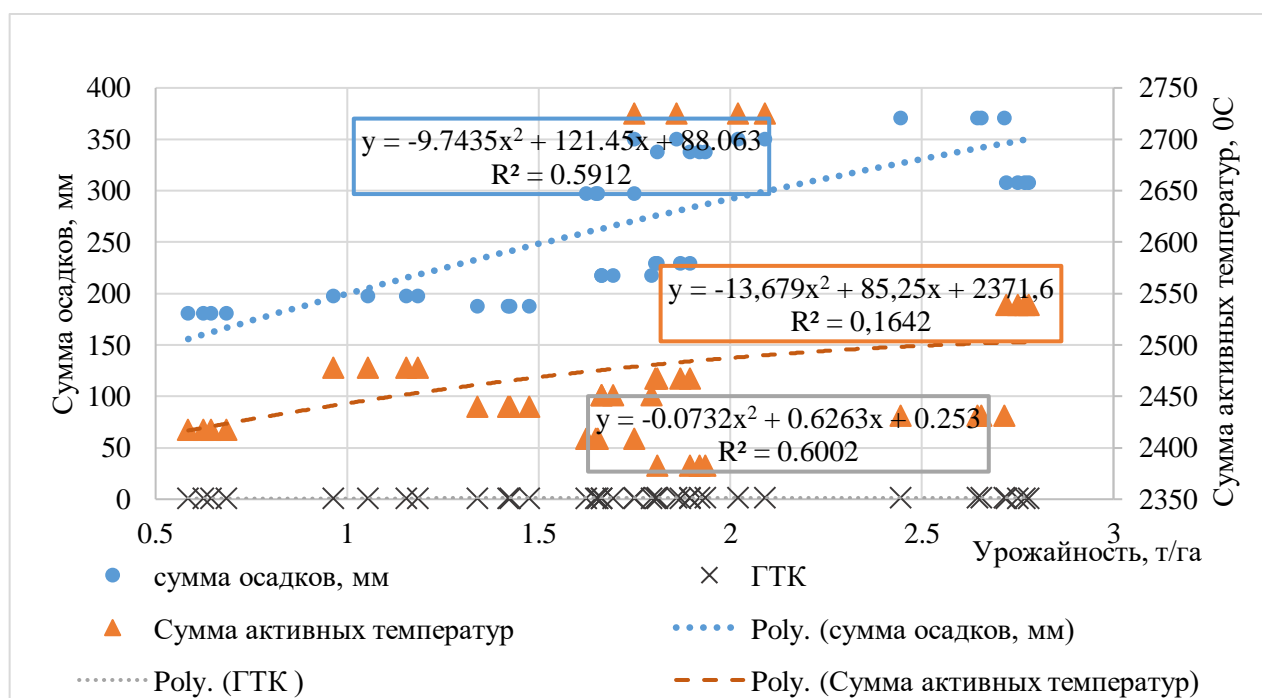 400
350
300
250
200
150
100
50
0
Сумма осадков, мм
2750
2700
2650
2600
2550
2500
2450
2400
2350
Сумма активных температур, 0С
y = -9.7435x² + 121.45x + 88.063
R² = 0.5912
y = -13,679x² + 85,25x + 2371,6
R² = 0,1642
y = -0.0732x² + 0.6263x + 0.253
R² = 0.6002
0.5 1 1.5 2 2.5 3
Урожайность, т/га
сумма осадков, мм
ГТК
Сумма активных температур
Poly. (сумма осадков, мм)
Poly. (ГТК )
Poly. (Сумма активных температур)